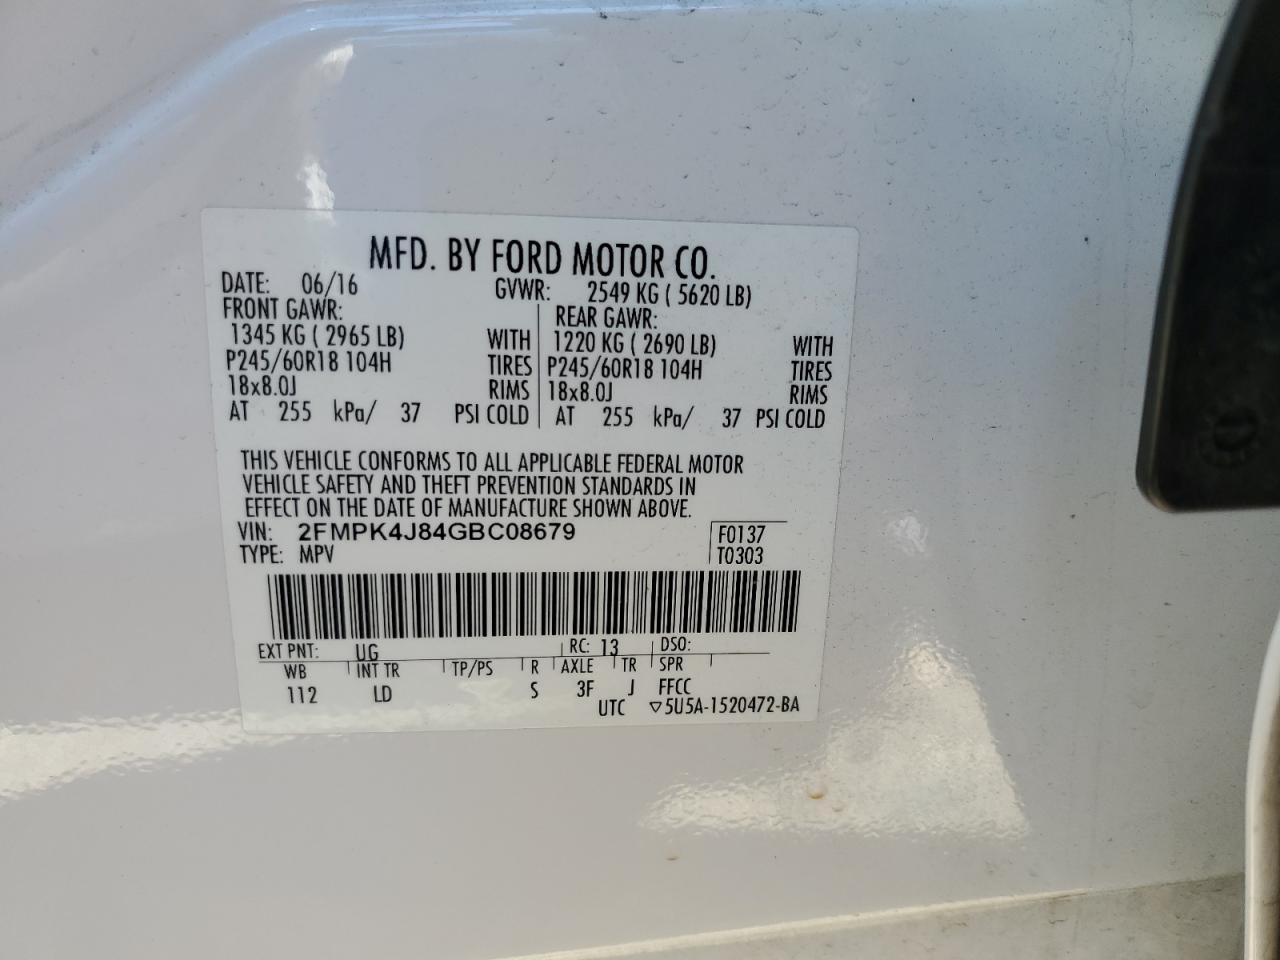 MFD. BY FORD MOTOR CO.
DATE: 06/16 GVWR: 2549 KG ( 5620 LB)
FRONT GAWR: REAR GAWR:
1345 KG ( 2965 LB) WITH 1220 KG ( 2690 LB) WITH
P245/60R18 104H TIRES P245/60R18 104H TIRES
18x8.0J RIMS 18x8.0J RIMS
AT 255 kPa/ 37 PSI COLD AT 255 kPa/ 37 PSI COLD
THIS VEHICLE CONFORMS TO ALL APPLICABLE FEDERAL MOTOR
VEHICLE SAFETY AND THEFT PREVENTION STANDARDS IN
EFFECT ON THE DATE OF MANUFACTURE SHOWN ABOVE.
VIN: 2FMPK4J84GBC08679 F0137
TYPE: MPV T0303
EXT PNT: UG RC: 13 DSO:
WB INT TR TP/PS R AXLE TR SPR
112 LD S 3F J FFCC
UTC ▽5U5A-1520472-BA